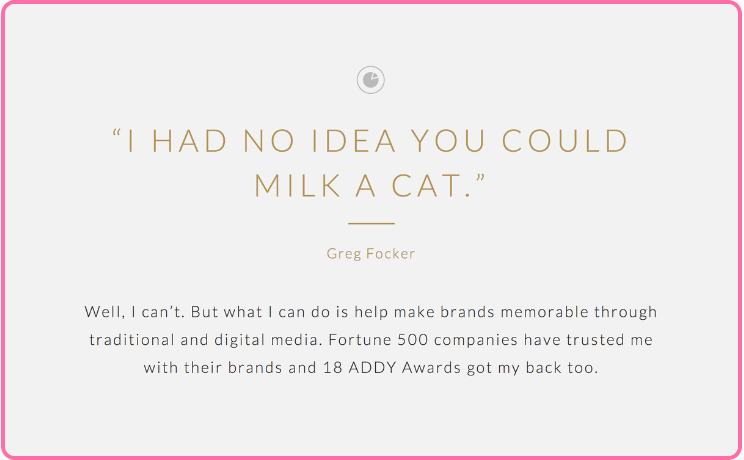 “I HAD NO IDEA YOU COULD
MILK A CAT.”
Greg Focker
Well, I can’t. But what I can do is help make brands memorable through
traditional and digital media. Fortune 500 companies have trusted me
with their brands and 18 ADDY Awards got my back too.